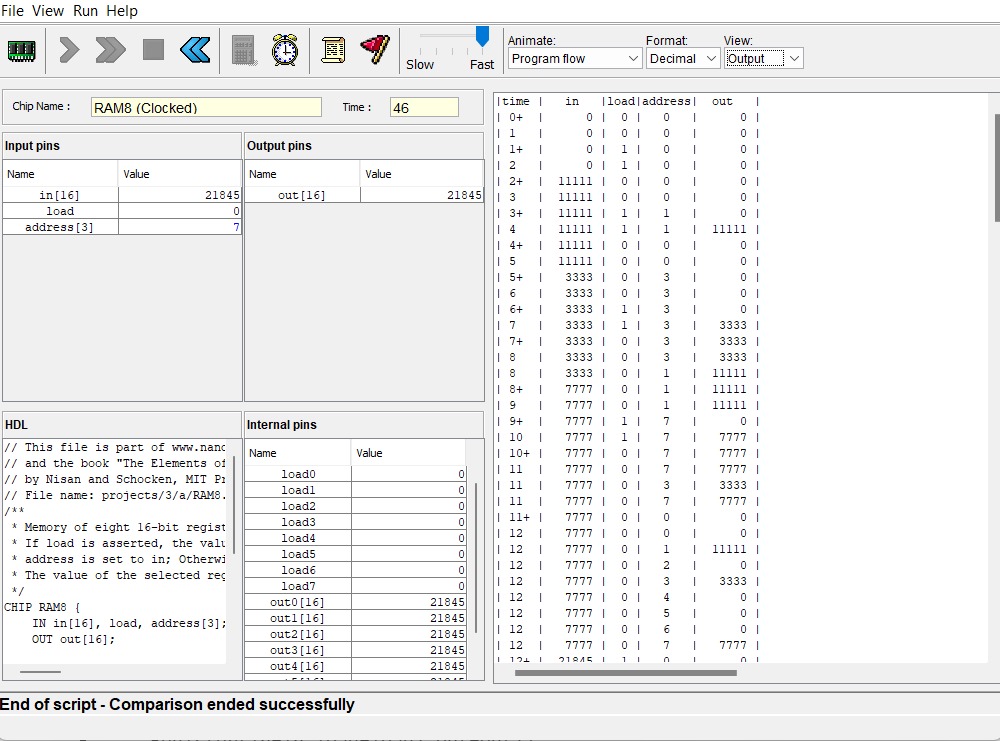 File View Run Help
Slow Fast
Animate: Format: View:
Program flow Decimal Output
Chip Name : RAM8 (Clocked) Time : 46
Input pins
Name Value
in[16] 21845
load 0
address[3] 7
Output pins
Name Value
out[16] 21845
HDL
// This file is part of www.nanc
// and the book "The Elements of
// by Nisan and Schocken, MIT Pr
// File name: projects/3/a/RAM8.
/**
* Memory of eight 16-bit regist
* If load is asserted, the valu
* address is set to in; Otherwi
* The value of the selected reg
*/
CHIP RAM8 {
IN in[16], load, address[3];
OUT out[16];
Internal pins
Name Value
load0 0
load1 0
load2 0
load3 0
load4 0
load5 0
load6 0
load7 0
out0[16] 21845
out1[16] 21845
out2[16] 21845
out3[16] 21845
out4[16] 21845
|time | in |load|address| out |
| 0+ | 0 | 0 | 0 | 0 |
| 1 | 0 | 0 | 0 | 0 |
| 1+ | 0 | 1 | 0 | 0 |
| 2 | 0 | 1 | 0 | 0 |
| 2+ | 11111 | 0 | 0 | 0 |
| 3 | 11111 | 0 | 0 | 0 |
| 3+ | 11111 | 1 | 1 | 0 |
| 4 | 11111 | 1 | 1 | 11111 |
| 4+ | 11111 | 0 | 0 | 0 |
| 5 | 11111 | 0 | 0 | 0 |
| 5+ | 3333 | 0 | 3 | 0 |
| 6 | 3333 | 0 | 3 | 0 |
| 6+ | 3333 | 1 | 3 | 0 |
| 7 | 3333 | 1 | 3 | 3333 |
| 7+ | 3333 | 0 | 3 | 3333 |
| 8 | 3333 | 0 | 3 | 3333 |
| 8 | 3333 | 0 | 1 | 11111 |
| 8+ | 7777 | 0 | 1 | 11111 |
| 9 | 7777 | 0 | 1 | 11111 |
| 9+ | 7777 | 1 | 7 | 0 |
| 10 | 7777 | 1 | 7 | 7777 |
| 10+ | 7777 | 0 | 7 | 7777 |
| 11 | 7777 | 0 | 7 | 7777 |
| 11 | 7777 | 0 | 3 | 3333 |
| 11 | 7777 | 0 | 7 | 7777 |
| 11+ | 7777 | 0 | 0 | 0 |
| 12 | 7777 | 0 | 0 | 0 |
| 12 | 7777 | 0 | 1 | 11111 |
| 12 | 7777 | 0 | 2 | 0 |
| 12 | 7777 | 0 | 3 | 3333 |
| 12 | 7777 | 0 | 4 | 0 |
| 12 | 7777 | 0 | 5 | 0 |
| 12 | 7777 | 0 | 6 | 0 |
| 12 | 7777 | 0 | 7 | 7777 |
| 12+ | 21845 | 1 | 0 | 0 |
End of script - Comparison ended successfully